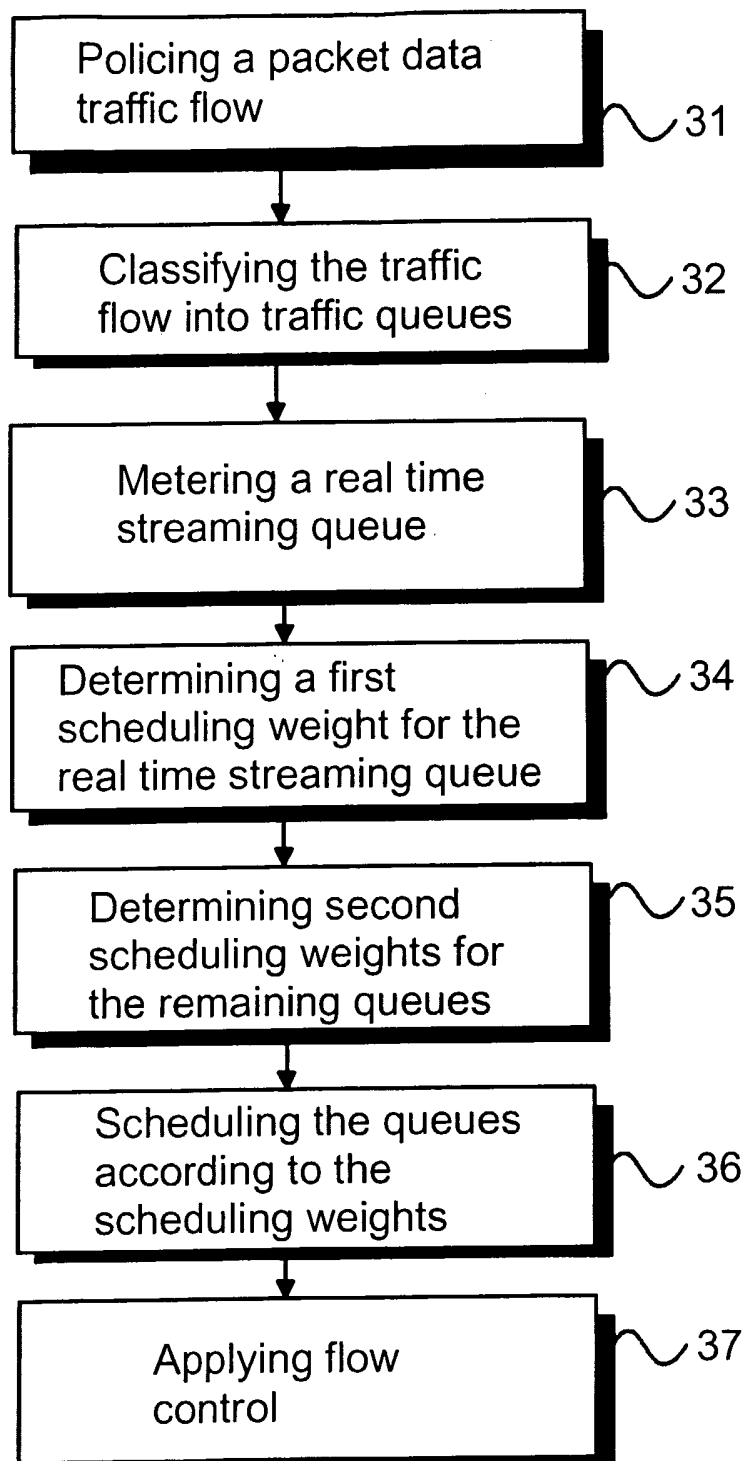 Policing a packet data
traffic flow
31
Classifying the traffic
flow into traffic queues
32
Metering a real time
streaming queue
33
Determining a first
scheduling weight for the
real time streaming queue
34
Determining second
scheduling weights for
the remaining queues
35
Scheduling the queues
according to the
scheduling weights
36
Applying flow
control
37